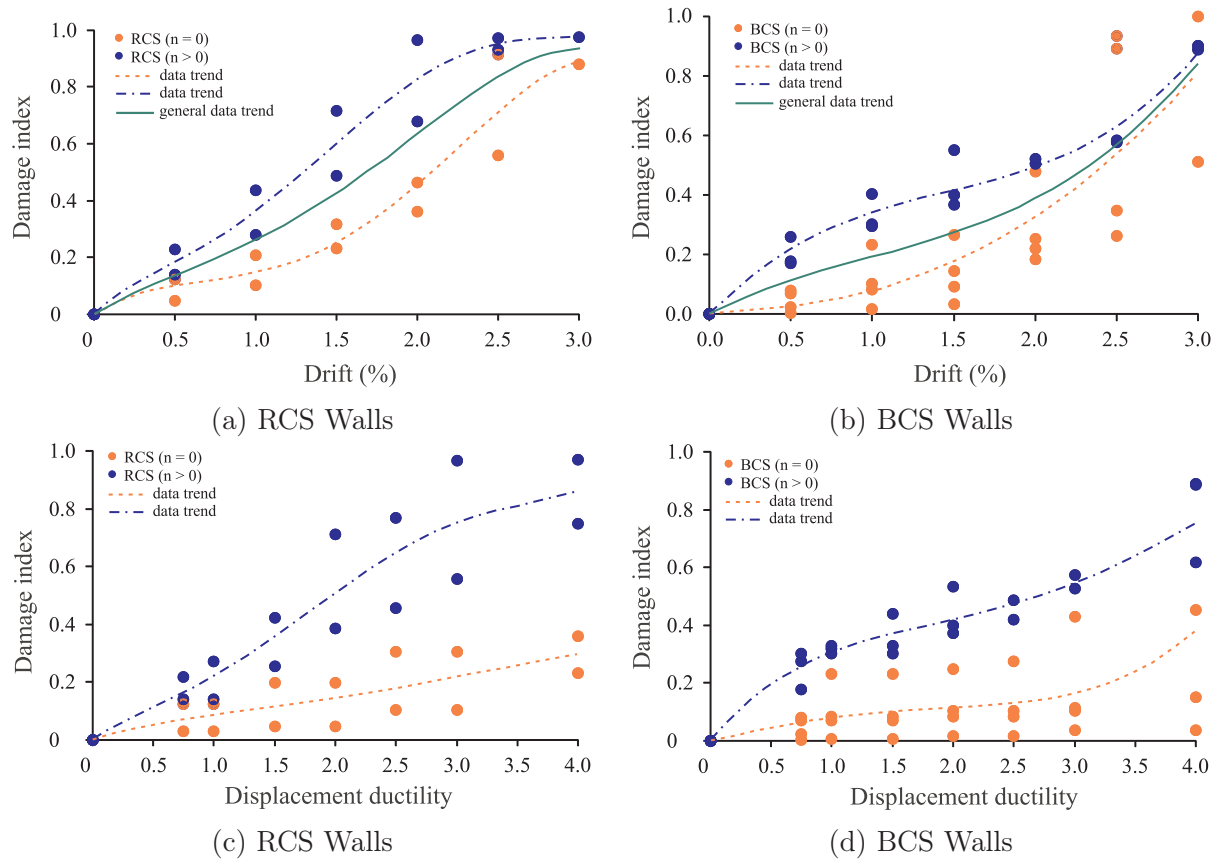 1.0
0.8
0.6
0.4
0.2
0
Damage index
RCS (n = 0)
RCS (n > 0)
data trend
data trend
general data trend
0 0.5 1.0 1.5 2.0 2.5 3.0
Drift (%)
(a) RCS Walls
1.0
0.8
0.6
0.4
0.2
0.0
Damage index
BCS (n = 0)
BCS (n > 0)
data trend
data trend
general data trend
0.0 0.5 1.0 1.5 2.0 2.5 3.0
Drift (%)
(b) BCS Walls
1.0
0.8
0.6
0.4
0.2
0
Damage index
RCS (n = 0)
RCS (n > 0)
data trend
data trend
0 0.5 1.0 1.5 2.0 2.5 3.0 3.5 4.0
Displacement ductility
(c) RCS Walls
1.0
0.8
0.6
0.4
0.2
0
Damage index
BCS (n = 0)
BCS (n > 0)
data trend
data trend
0 0.5 1.0 1.5 2.0 2.5 3.0 3.5 4.0
Displacement ductility
(d) BCS Walls